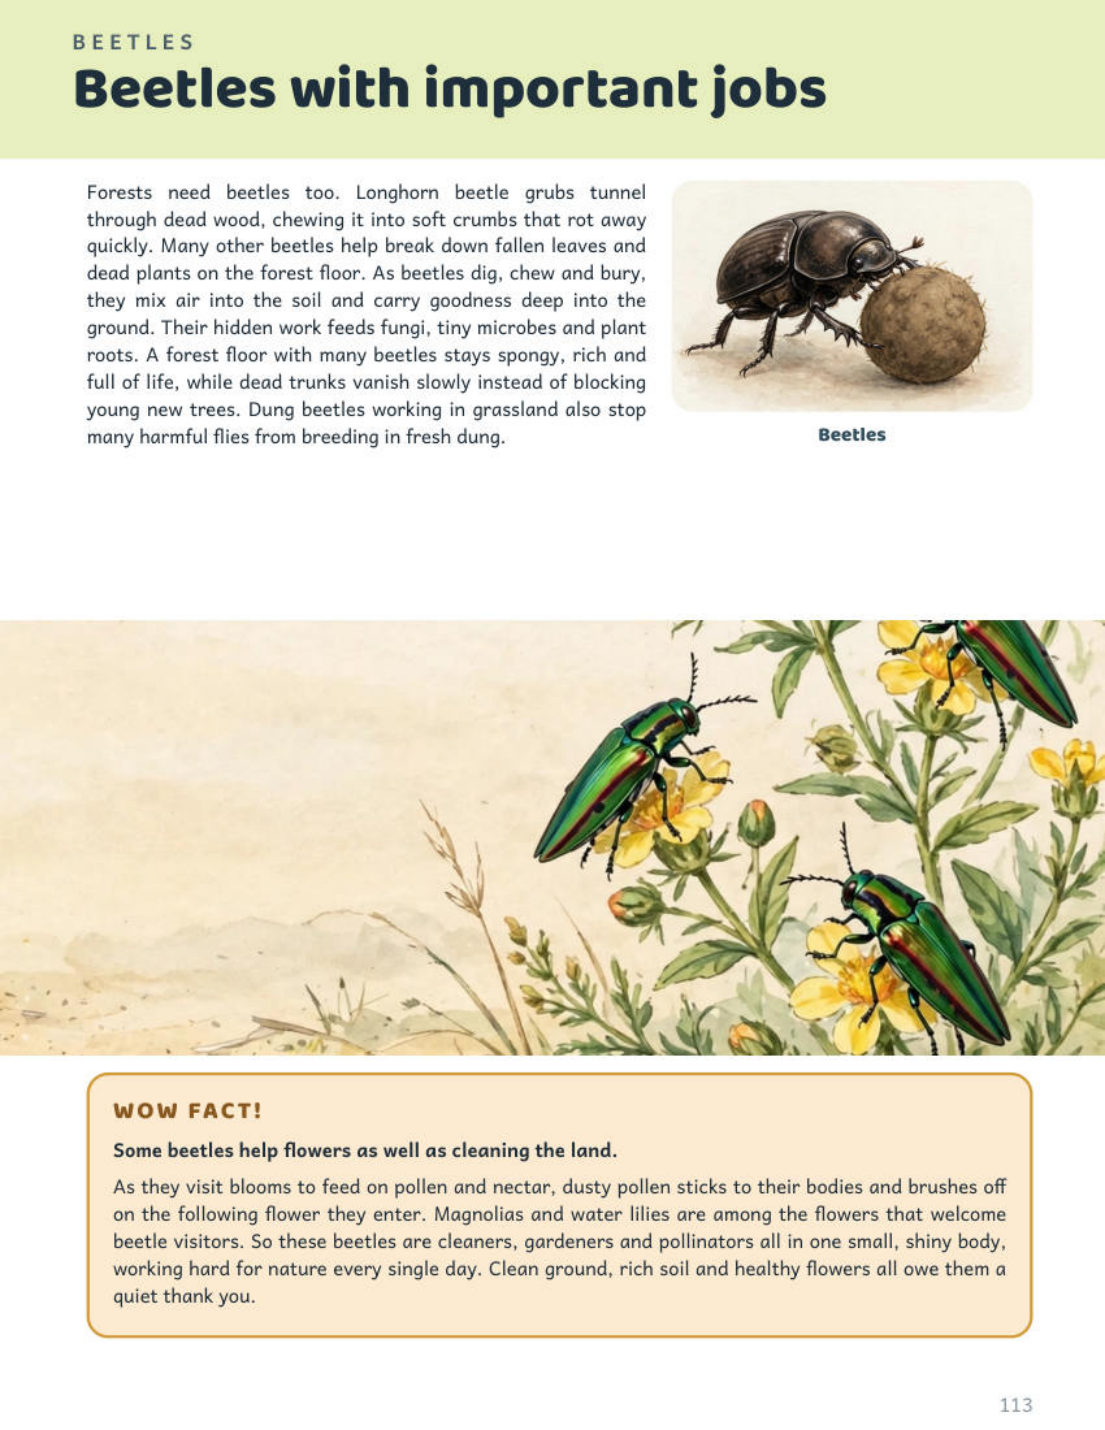 BEETLES
Beetles with important jobs
Forests need beetles too. Longhorn beetle grubs tunnel
through dead wood, chewing it into soft crumbs that rot away
quickly. Many other beetles help break down fallen leaves and
dead plants on the forest floor. As beetles dig, chew and bury,
they mix air into the soil and carry goodness deep into the
ground. Their hidden work feeds fungi, tiny microbes and plant
roots. A forest floor with many beetles stays spongy, rich and
full of life, while dead trunks vanish slowly instead of blocking
young new trees. Dung beetles working in grassland also stop
many harmful flies from breeding in fresh dung.
Beetles
WOW FACT!
Some beetles help flowers as well as cleaning the land.
As they visit blooms to feed on pollen and nectar, dusty pollen sticks to their bodies and brushes off
on the following flower they enter. Magnolias and water lilies are among the flowers that welcome
beetle visitors. So these beetles are cleaners, gardeners and pollinators all in one small, shiny body,
working hard for nature every single day. Clean ground, rich soil and healthy flowers all owe them a
quiet thank you.
113